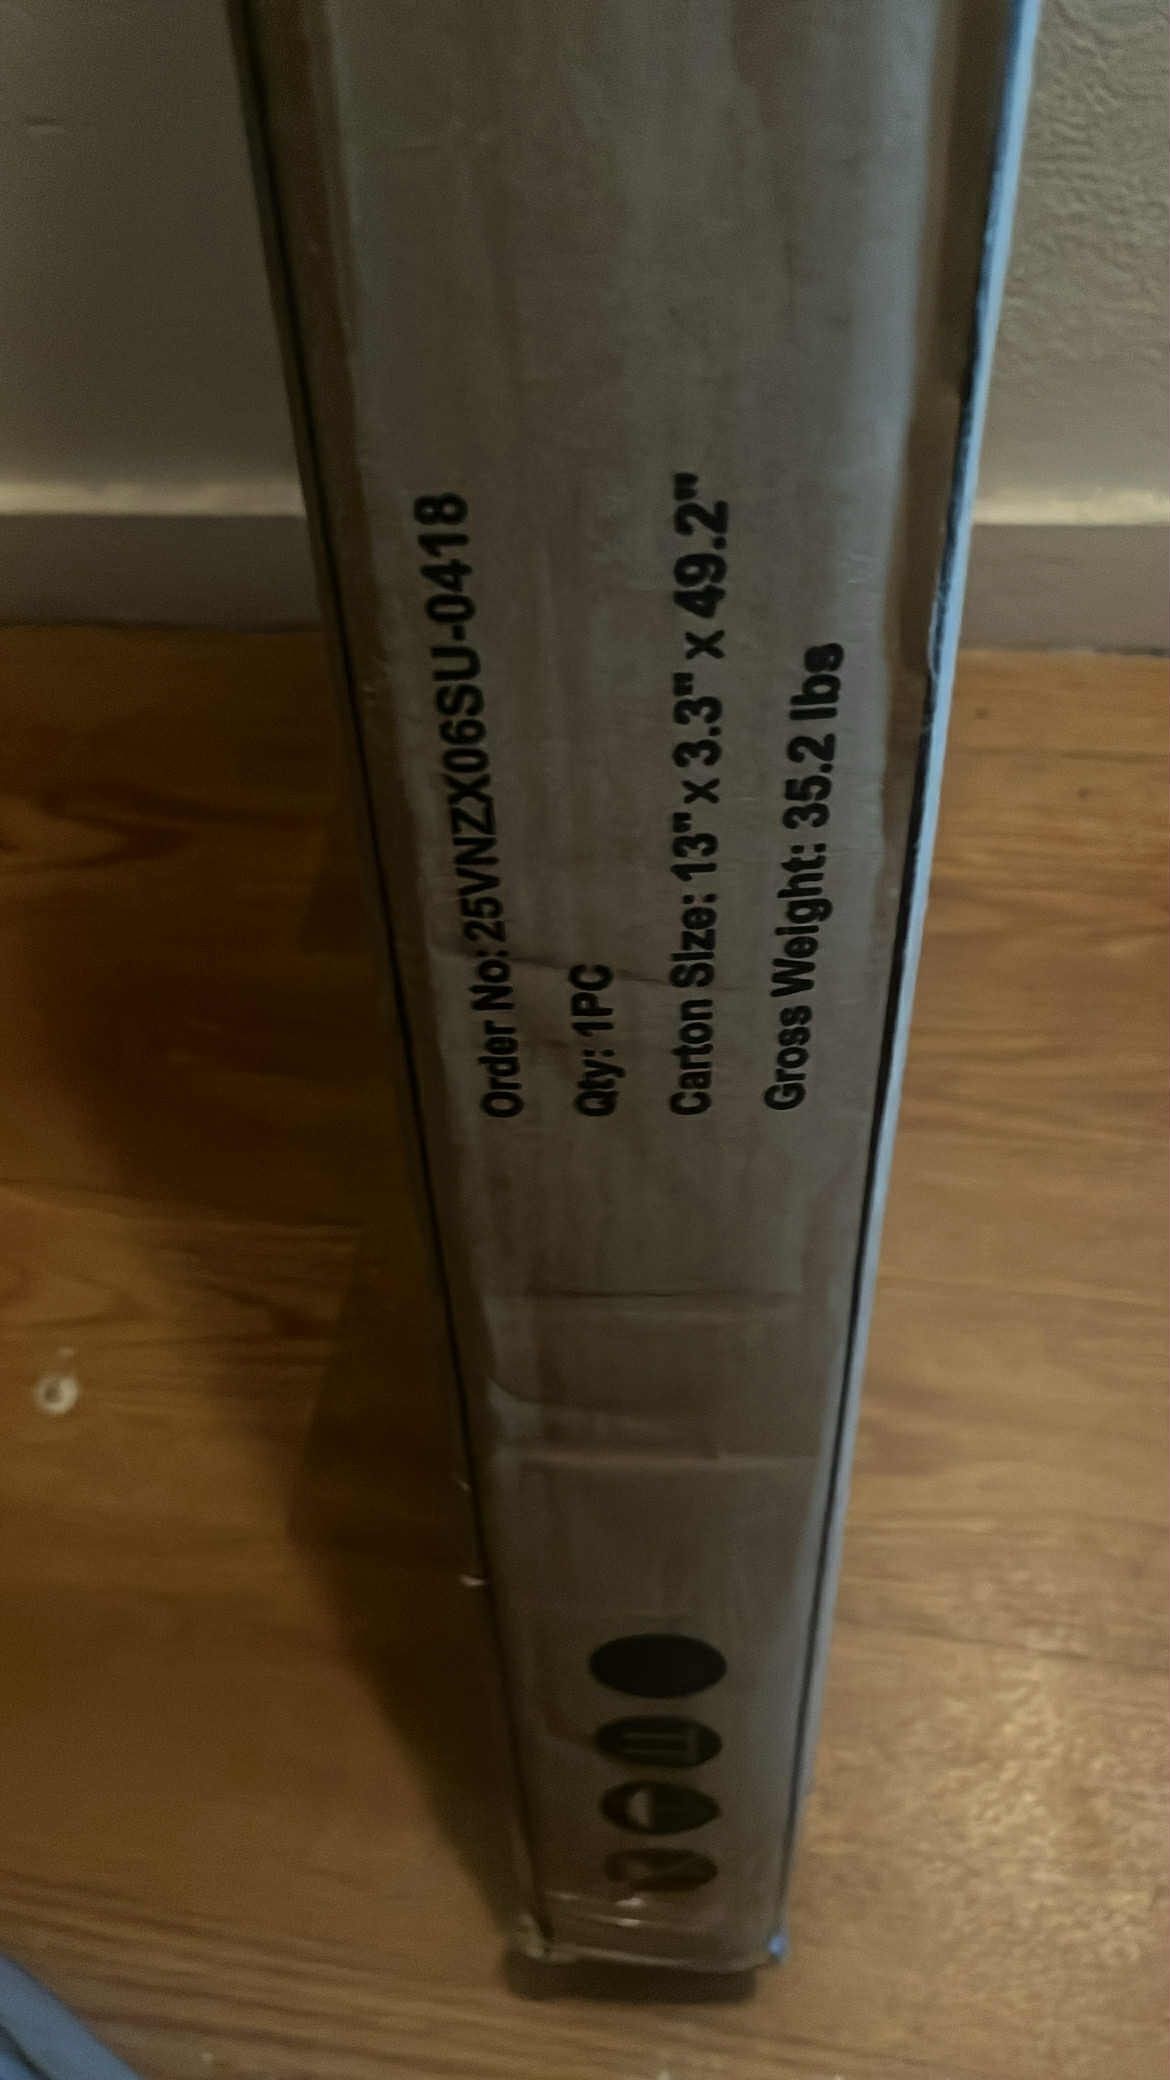 Order No:25VNZX06SU-0418
Qty: 1PC
Carton Size: 13" x 3.3" x 49.2"
Gross Weight: 35.2 lbs